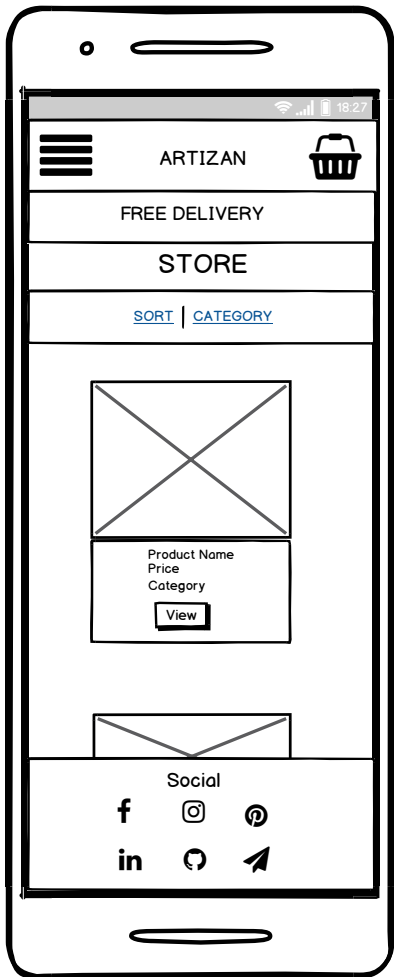 18:27
ARTIZAN
FREE DELIVERY
STORE
SORT | CATEGORY
Product Name
Price
Category
View
Social